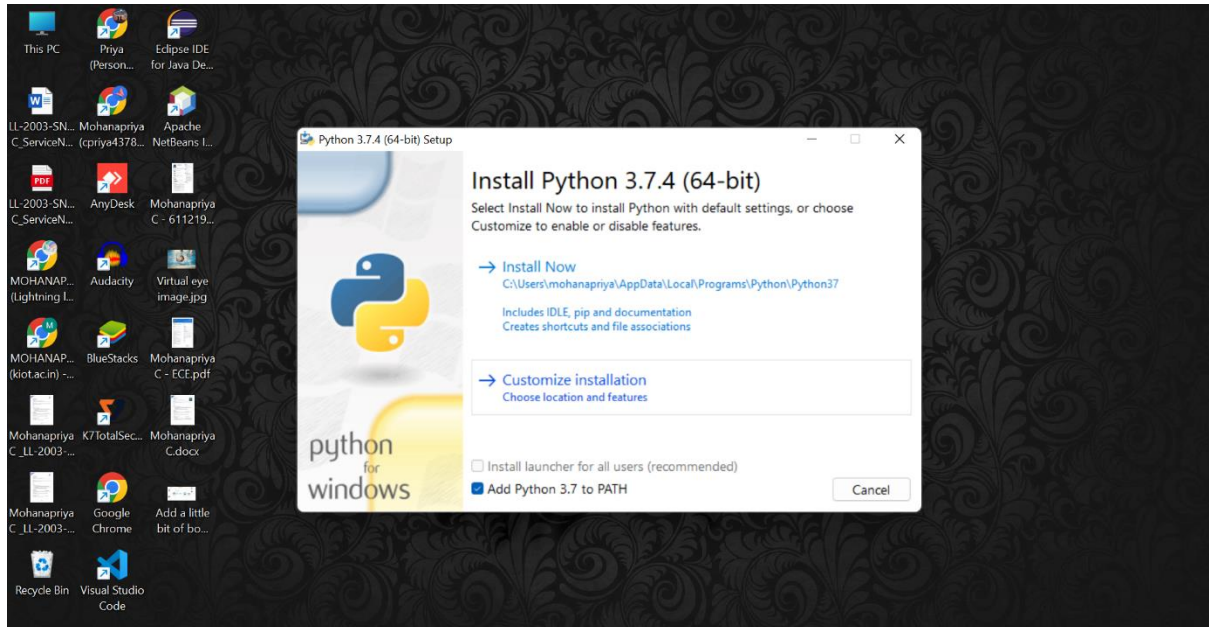 This PC
Priya
(Person...
Eclipse IDE
for Java De...
LL-2003-SN...
C_ServiceN...
Mohanapriya
(cpriya4378...
Apache
NetBeans I...
LL-2003-SN...
C_ServiceN...
AnyDesk
Mohanapriya
C - 611219...
MOHANAP...
(Lightning l...
Audacity
Virtual eye
image.jpg
MOHANAP...
(kiot.ac.in) -...
BlueStacks
Mohanapriya
C - ECE.pdf
Mohanapriya
C _LL-2003-...
K7TotalSec...
Mohanapriya
C.docx
Mohanapriya
C _LL-2003-...
Google
Chrome
Add a little
bit of bo...
Recycle Bin
Visual Studio
Code
Python 3.7.4 (64-bit) Setup
Install Python 3.7.4 (64-bit)
Select Install Now to install Python with default settings, or choose
Customize to enable or disable features.
→ Install Now
C:\Users\mohanapriya\AppData\Local\Programs\Python\Python37
Includes IDLE, pip and documentation
Creates shortcuts and file associations
→ Customize installation
Choose location and features
python
for
windows
Install launcher for all users (recommended)
Add Python 3.7 to PATH
Cancel